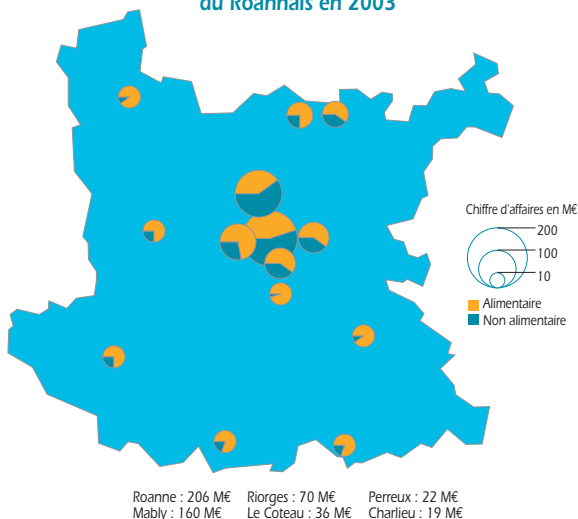 du Roannais en 2003
Chiffre d'affaires en M€
200
100
10
Alimentaire
Non alimentaire
Roanne : 206 M€ Riorges : 70 M€ Perreux : 22 M€
Mably : 160 M€ Le Coteau : 36 M€ Charlieu : 19 M€